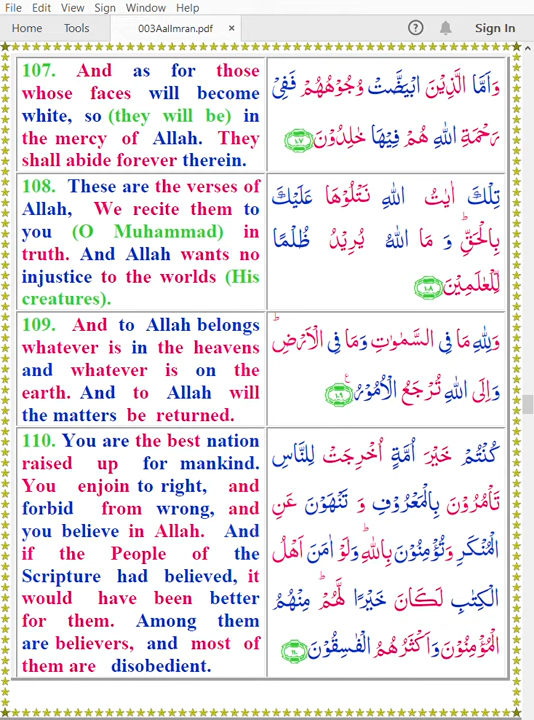 File Edit View Sign Window Help
Home Tools 003AalImran.pdf × ? Sign In
107. And as for those
whose faces will become
white, so (they will be) in
the mercy of Allah. They
shall abide forever therein.
وَاَمَّا الَّذِيْنَ ابْيَضَّتْ وُجُوْهُهُمْ فَفِيْ
رَحْمَةِ اللّٰهِ هُمْ فِيْهَا خٰلِدُوْنَ ١٠٧
108. These are the verses of
Allah, We recite them to
you (O Muhammad) in
truth. And Allah wants no
injustice to the worlds (His
creatures).
تِلْكَ اٰيٰتُ اللّٰهِ نَتْلُوْهَا عَلَيْكَ
بِالْحَقِّ ؕ وَ مَا اللّٰهُ يُرِيْدُ ظُلْمًا
لِّلْعٰلَمِيْنَ ١٠٨
109. And to Allah belongs
whatever is in the heavens
and whatever is on the
earth. And to Allah will
the matters be returned.
وَلِلّٰهِ مَا فِى السَّمٰوٰتِ وَمَا فِى الْاَرْضِ ؕ
وَاِلَى اللّٰهِ تُرْجَعُ الْاُمُوْرُ ١٠٩
110. You are the best nation
raised up for mankind.
You enjoin to right, and
forbid from wrong, and
you believe in Allah. And
if the People of the
Scripture had believed, it
would have been better
for them. Among them
are believers, and most of
them are disobedient.
كُنْتُمْ خَيْرَ اُمَّةٍ اُخْرِجَتْ لِلنَّاسِ
تَاْمُرُوْنَ بِالْمَعْرُوْفِ وَ تَنْهَوْنَ عَنِ
الْمُنْكَرِ وَتُؤْمِنُوْنَ بِاللّٰهِ ؕ وَلَوْ اٰمَنَ اَهْلُ
الْكِتٰبِ لَكَانَ خَيْرًا لَّهُمْ ؕ مِنْهُمُ
الْمُؤْمِنُوْنَ وَاَكْثَرُهُمُ الْفٰسِقُوْنَ ١١٠